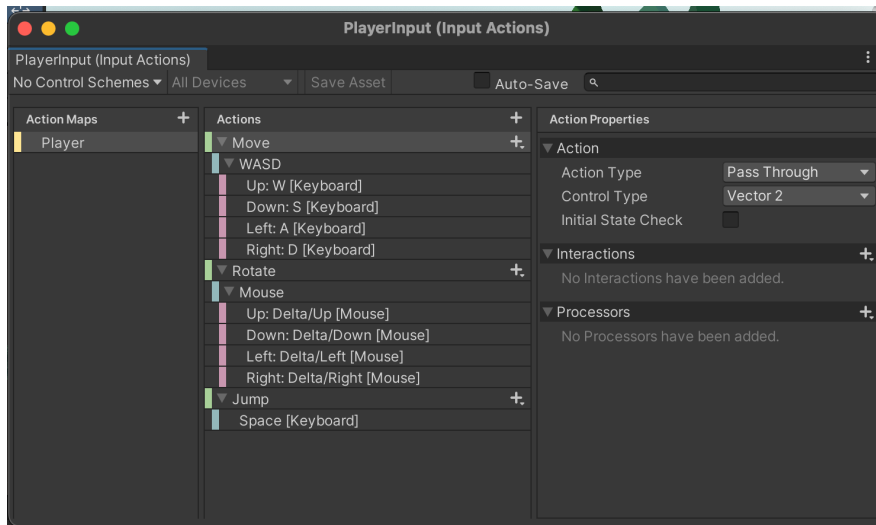 PlayerInput (Input Actions)
PlayerInput (Input Actions)
No Control Schemes All Devices Save Asset Auto-Save
Action Maps
Player
Actions
Move
WASD
Up: W [Keyboard]
Down: S [Keyboard]
Left: A [Keyboard]
Right: D [Keyboard]
Rotate
Mouse
Up: Delta/Up [Mouse]
Down: Delta/Down [Mouse]
Left: Delta/Left [Mouse]
Right: Delta/Right [Mouse]
Jump
Space [Keyboard]
Action Properties
Action
Action Type Pass Through
Control Type Vector 2
Initial State Check
Interactions
No Interactions have been added.
Processors
No Processors have been added.